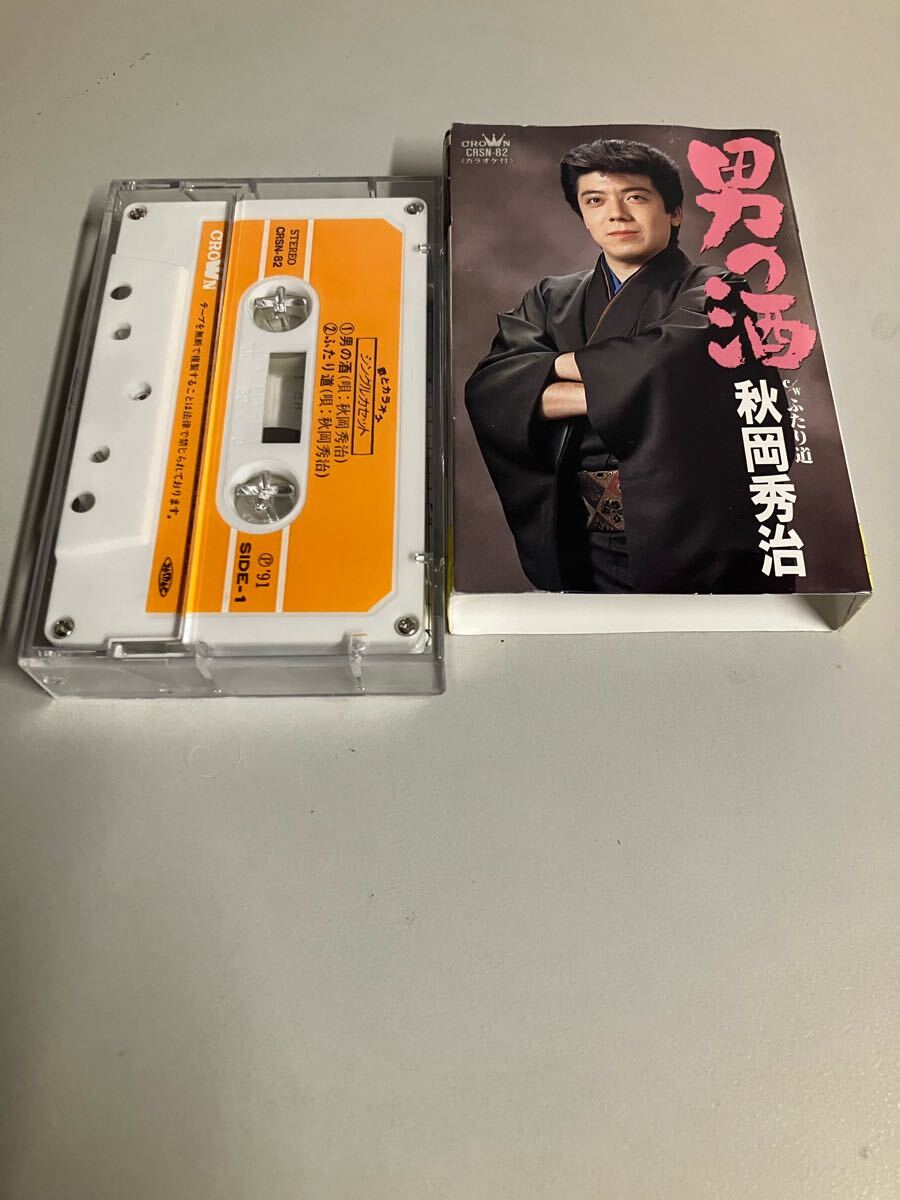 CROWN
テープを無断で複製することは法律で禁じられております。
STEREO
CRSN-82
歌とカラオケ
シングルカセット
①男の酒(唄:秋岡秀治)
②ふたり道(唄:秋岡秀治)
Ⓟ'91
SIDE-1
CROWN
CRSN-82
〈カラオケ付〉
男の酒
c/wふたり道
秋岡秀治